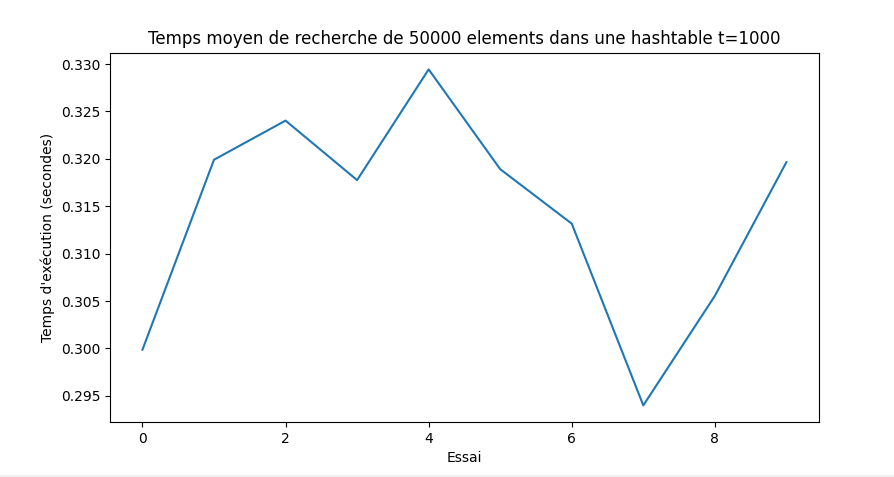 Temps moyen de recherche de 50000 elements dans une hashtable t=1000
0.330
0.325
0.320
0.315
0.310
0.305
0.300
0.295
Temps d'exécution (secondes)
0 2 4 6 8
Essai